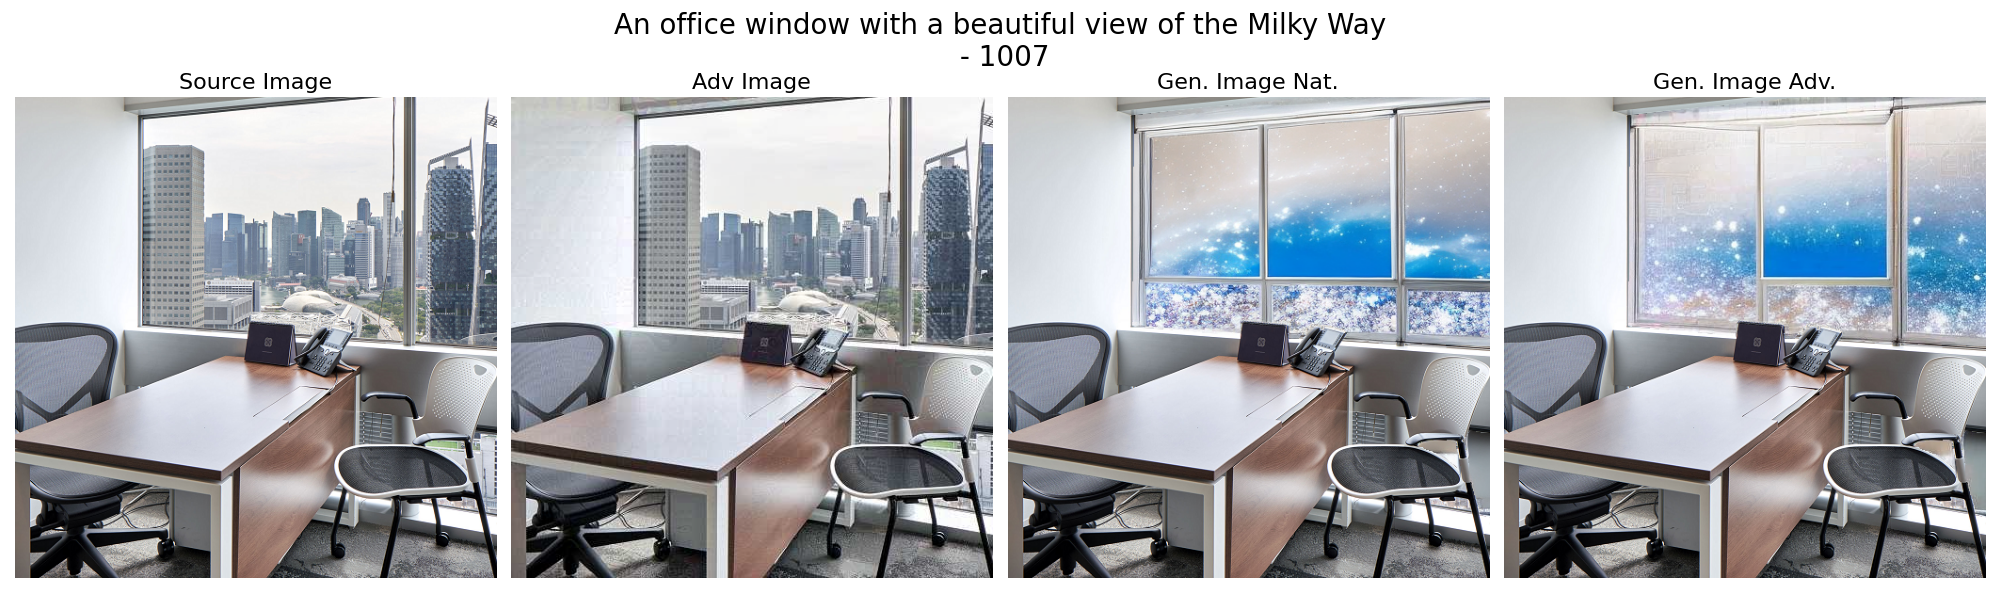 An office window with a beautiful view of the Milky Way
- 1007
Source Image
Adv Image
Gen. Image Nat.
Gen. Image Adv.